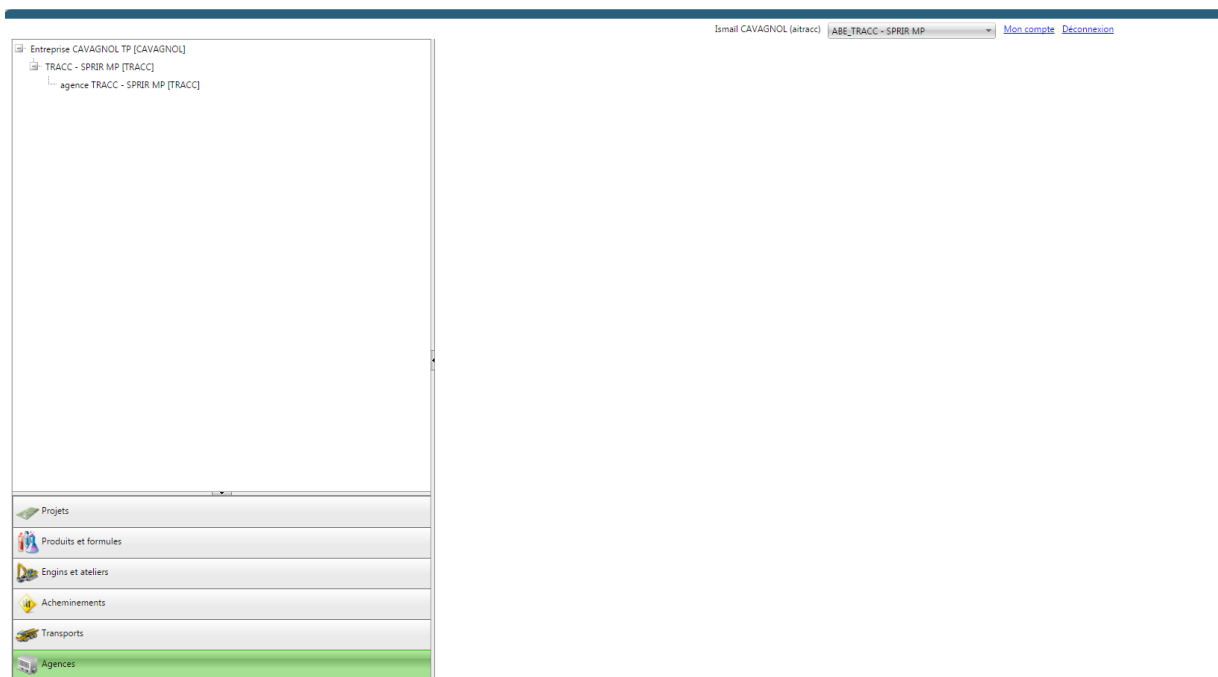 Ismail CAVAGNOL (aitracc) ABE_TRACC - SPRIR MP Mon compte Déconnexion
Entreprise CAVAGNOL TP [CAVAGNOL]
TRACC - SPRIR MP [TRACC]
agence TRACC - SPRIR MP [TRACC]
Projets
Produits et formules
Engins et ateliers
Acheminements
Transports
Agences